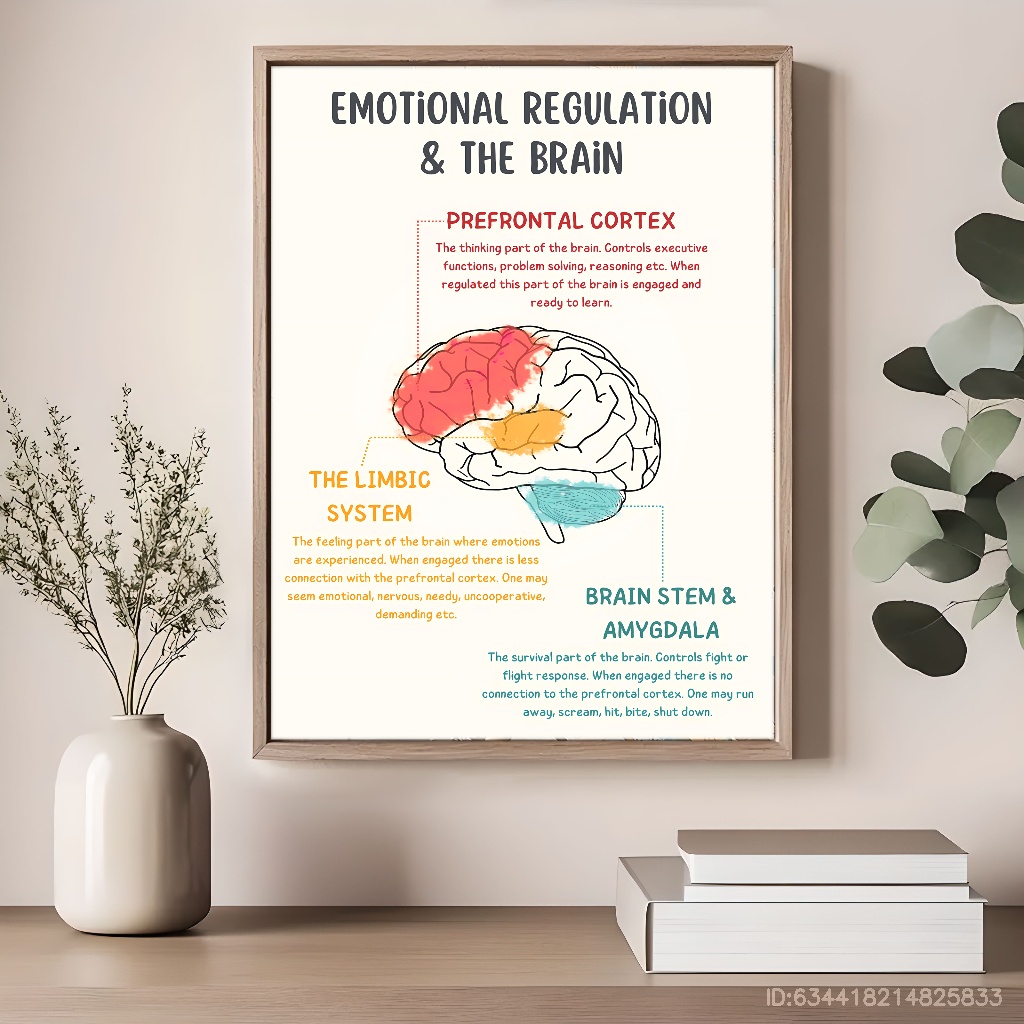 EMOTiONAL REGULATiON
& THE BRAiN
PREFRONTAL CORTEX
The thinking part of the brain. Controls executive
functions, problem solving, reasoning etc. When
regulated this part of the brain is engaged and
ready to learn.
THE LIMBIC
SYSTEM
The feeling part of the brain where emotions
are experienced. When engaged there is less
connection with the prefrontal cortex. One may
seem emotional, nervous, needy, uncooperative,
demanding etc.
BRAIN STEM &
AMYGDALA
The survival part of the brain. Controls fight or
flight response. When engaged there is no
connection to the prefrontal cortex. One may run
away, scream, hit, bite, shut down.
ID:634418214825833